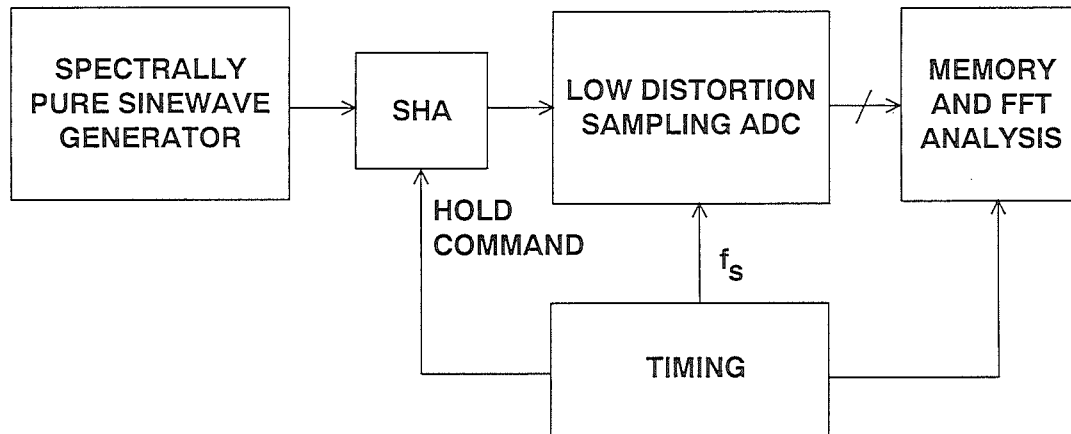 SPECTRALLY
PURE SINEWAVE
GENERATOR
SHA
LOW DISTORTION
SAMPLING ADC
MEMORY
AND FFT
ANALYSIS
HOLD
COMMAND
fs
TIMING